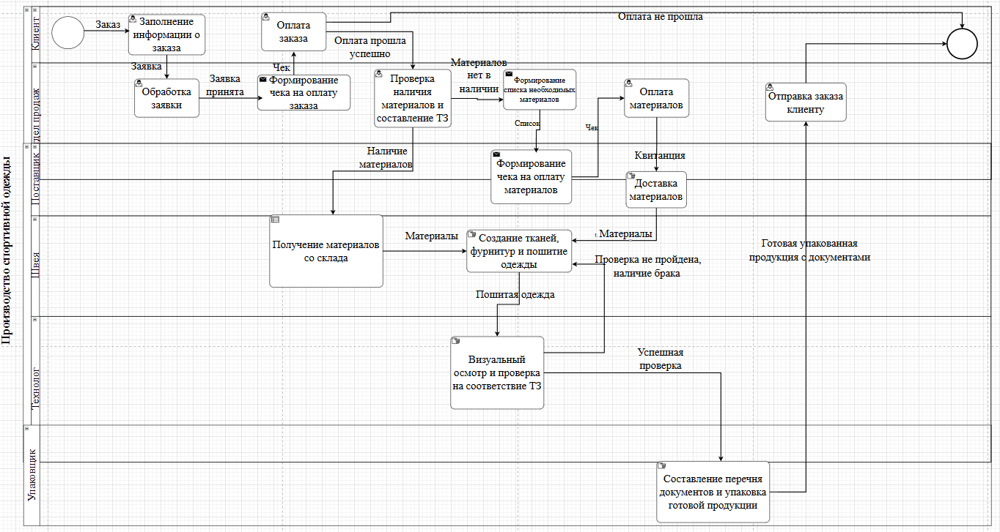 Производство спортивной одежды
Клиент
Заказ
Заполнение
информации о
заказа
Оплата
заказа
Оплата не прошла
Оплата прошла
успешно
Заявка
Чек
дел продаж
Обработка
заявки
Заявка
принята
Формирование
чека на оплату
заказа
Проверка
наличия
материалов и
составление ТЗ
Материалов
нет в
наличии
Формирование
списка необходимых
материалов
Оплата
материалов
Отправка заказа
клиенту
Список
Чек
Наличие
материалов
Квитанция
Поставщик
Формирование
чека на оплату
материалов
Доставка
материалов
Швея
Получение материалов
со склада
Материалы
Создание тканей,
фурнитур и пошитие
одежды
1. Материалы
Проверка не пройдена,
наличие брака
Готовая упакованная
продукция с документами
Пошитая одежда
Технолог
Визуальный
осмотр и проверка
на соответствие ТЗ
Успешная
проверка
Упаковщик
Составление перечня
документов и упаковка
готовой продукции